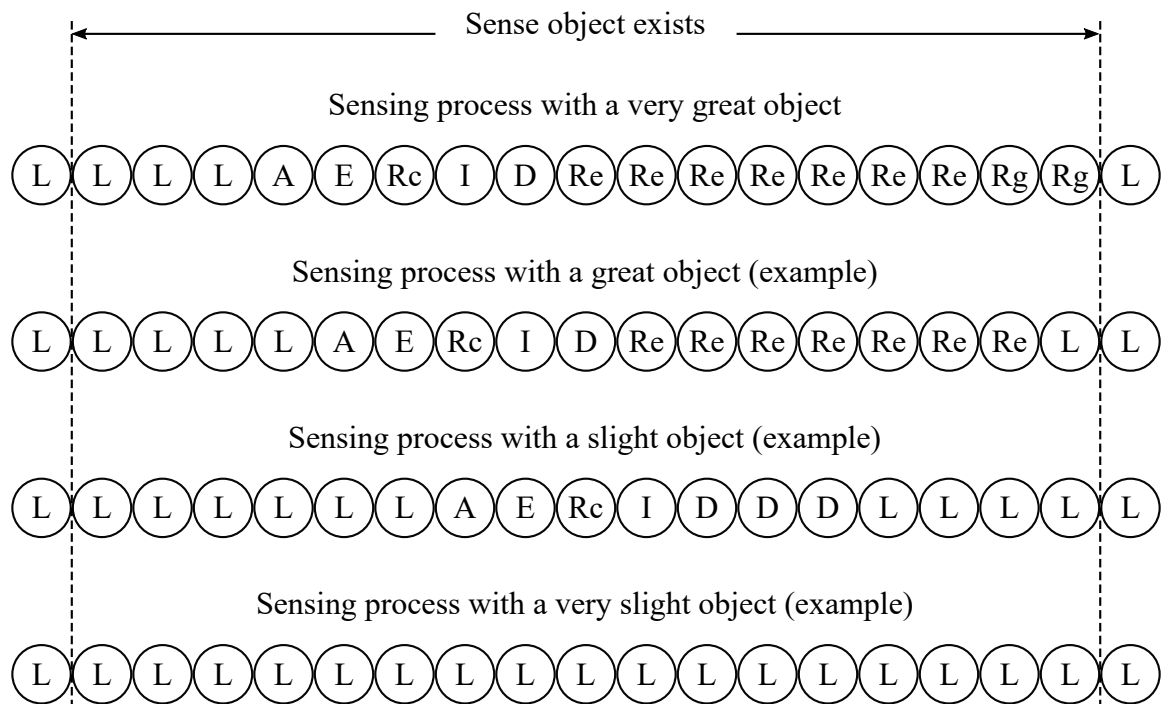 Sense object exists
Sensing process with a very great object
L L L L A E Rc I D Re Re Re Re Re Re Re Rg Rg L
Sensing process with a great object (example)
L L L L L A E Rc I D Re Re Re Re Re Re Re L L
Sensing process with a slight object (example)
L L L L L L L A E Rc I D D D L L L L L
Sensing process with a very slight object (example)
L L L L L L L L L L L L L L L L L L L